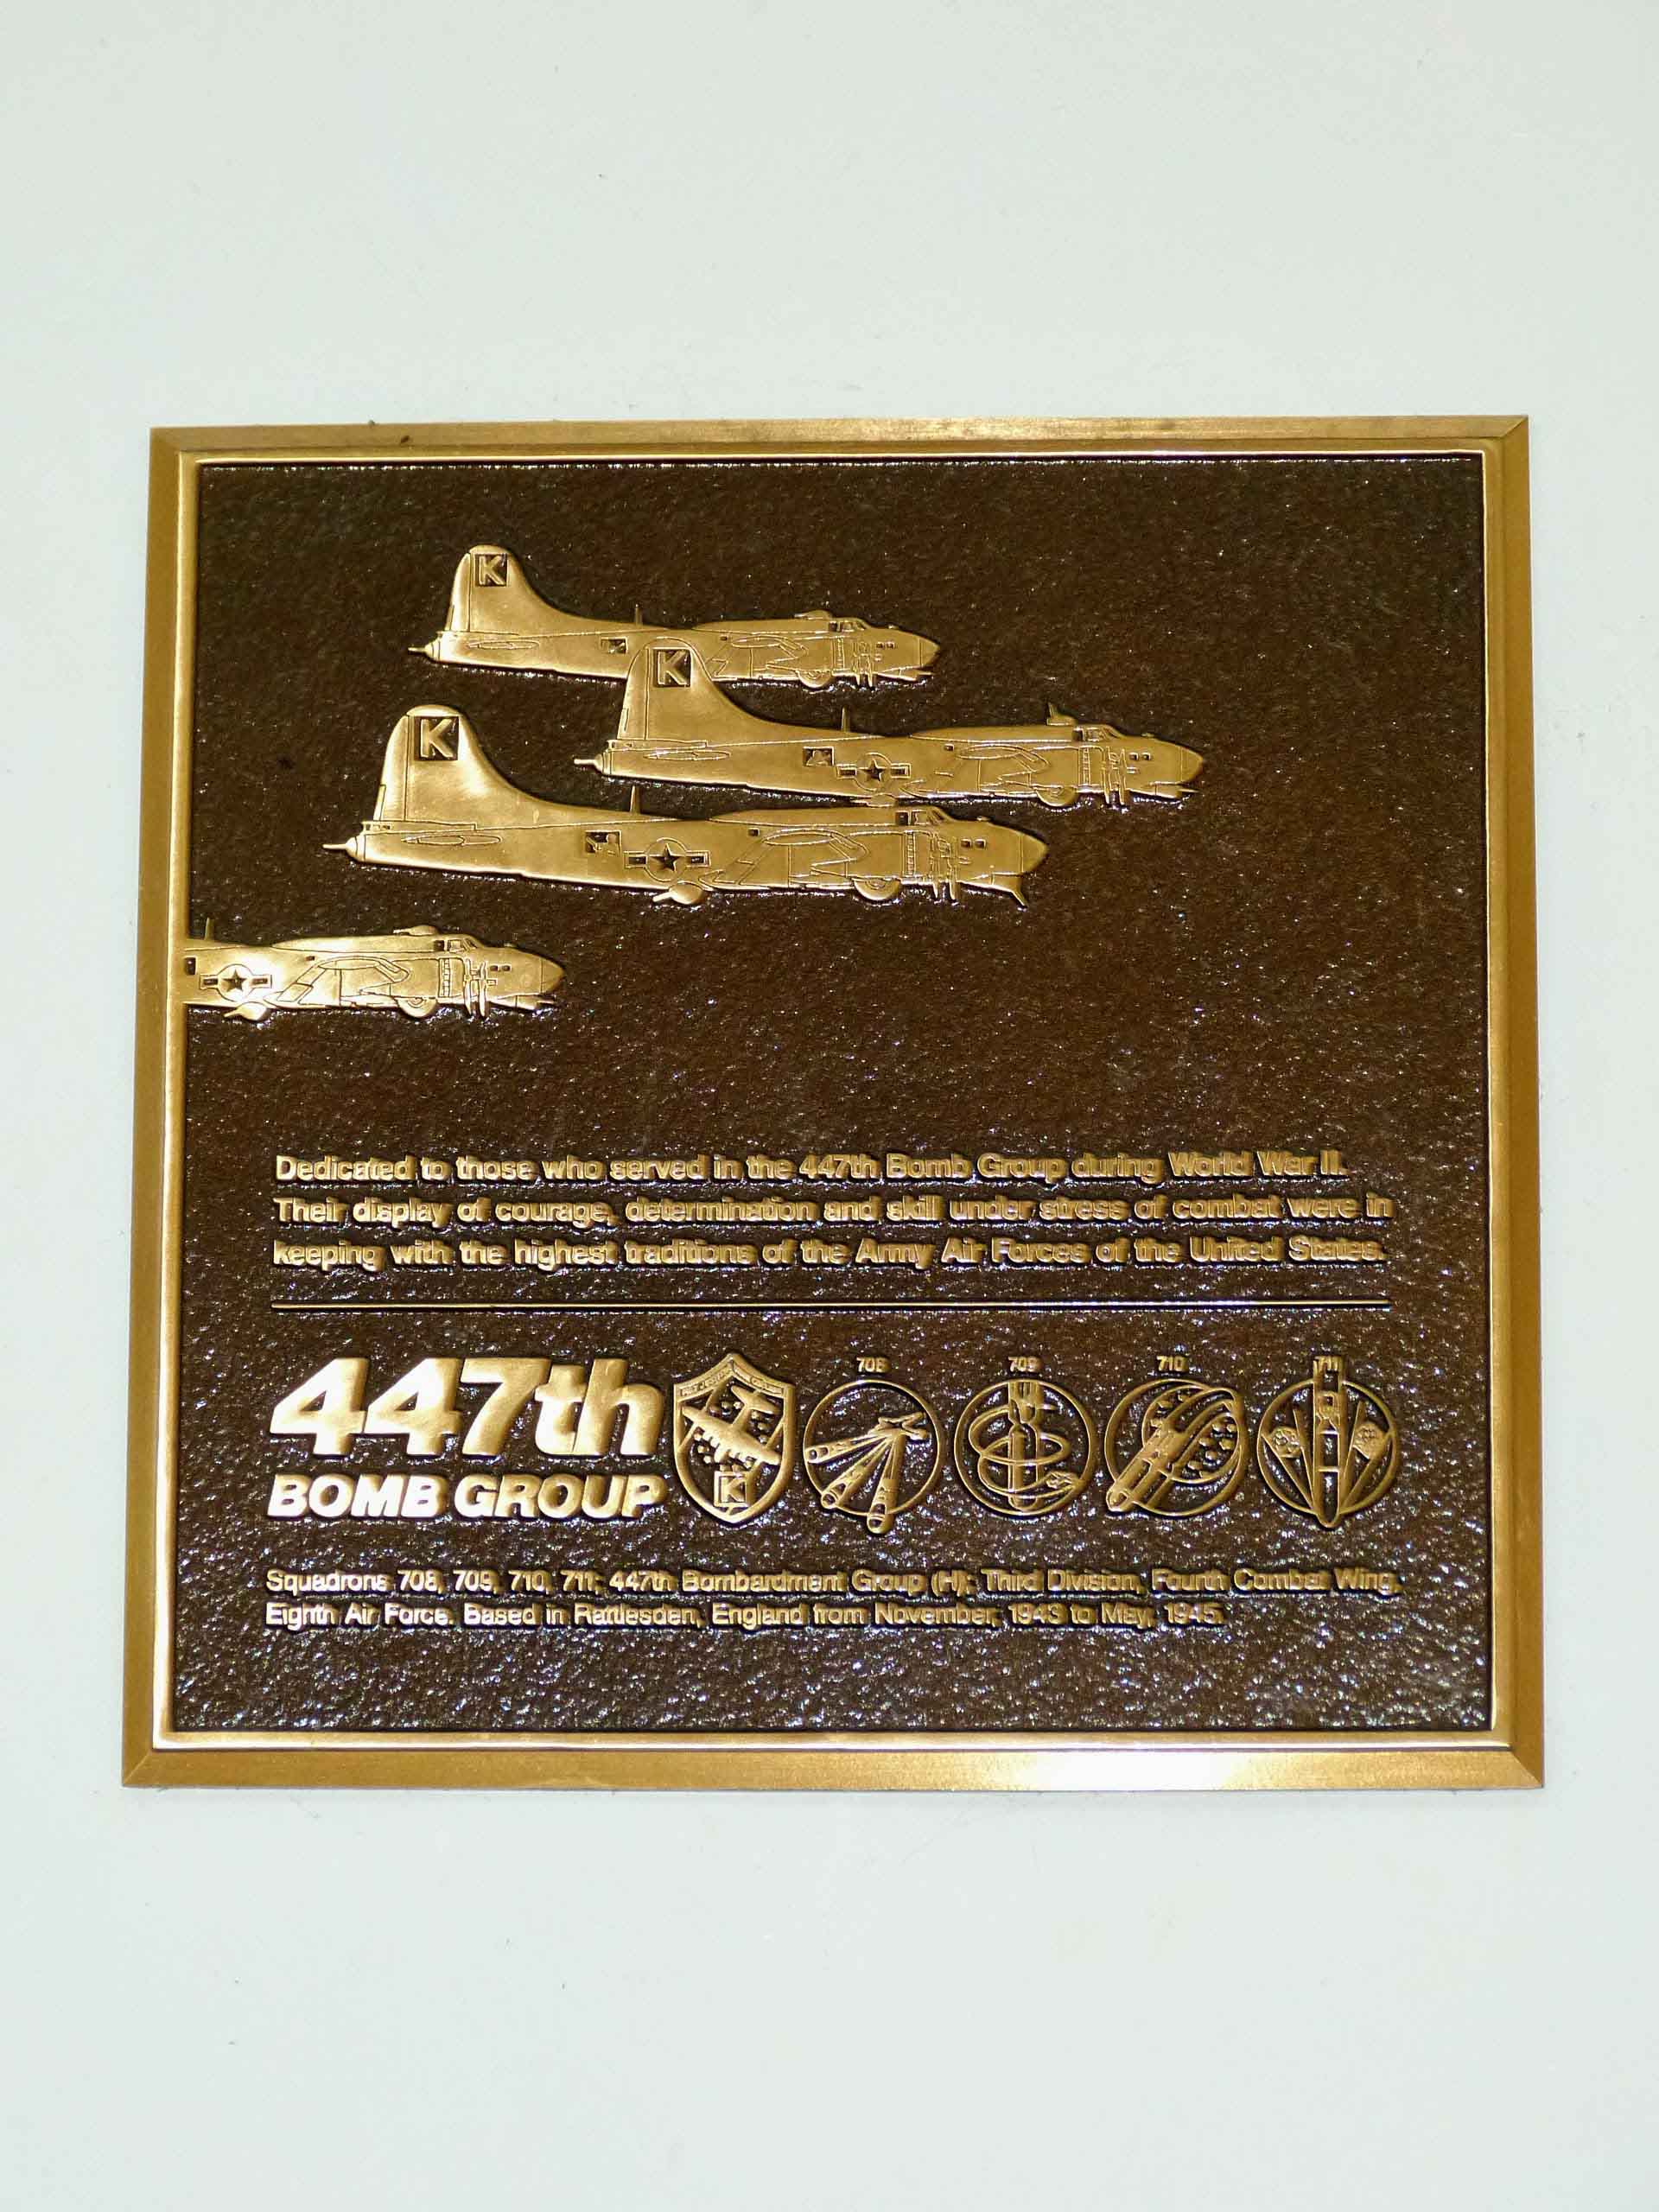 K
K
K
Dedicated to those who served in the 447th Bomb Group during World War II.
Their display of courage, determination and skill under stress of combat were in
keeping with the highest traditions of the Army Air Forces of the United States.
447th
BOMB GROUP
K
708
709
710
711
Squadrons 708, 709, 710, 711; 447th Bombardment Group (H); Third Division, Fourth Combat Wing,
Eighth Air Force. Based in Rattlesden, England from November, 1943 to May, 1945.